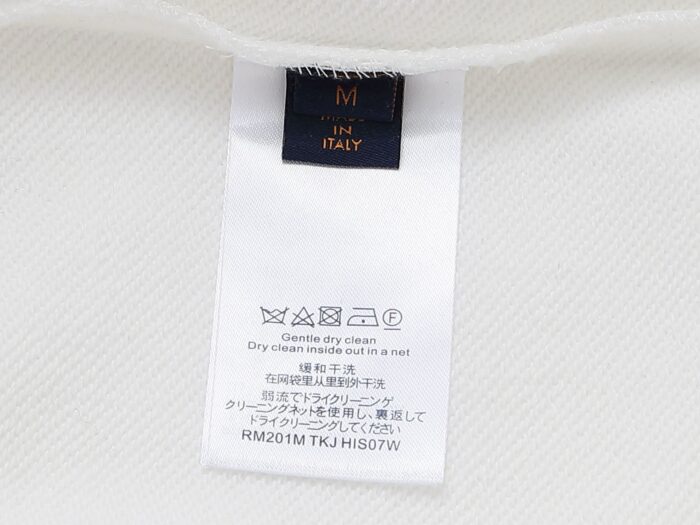 M
MADE
IN
ITALY
Gentle dry clean
Dry clean inside out in a net
缓和干洗
在网袋里从里到外干洗
弱流でドライクリーニンゲ
クリーニングネットを使用し、裏返して
ドライクリーニングしてください
RM201M TKJ HIS07W